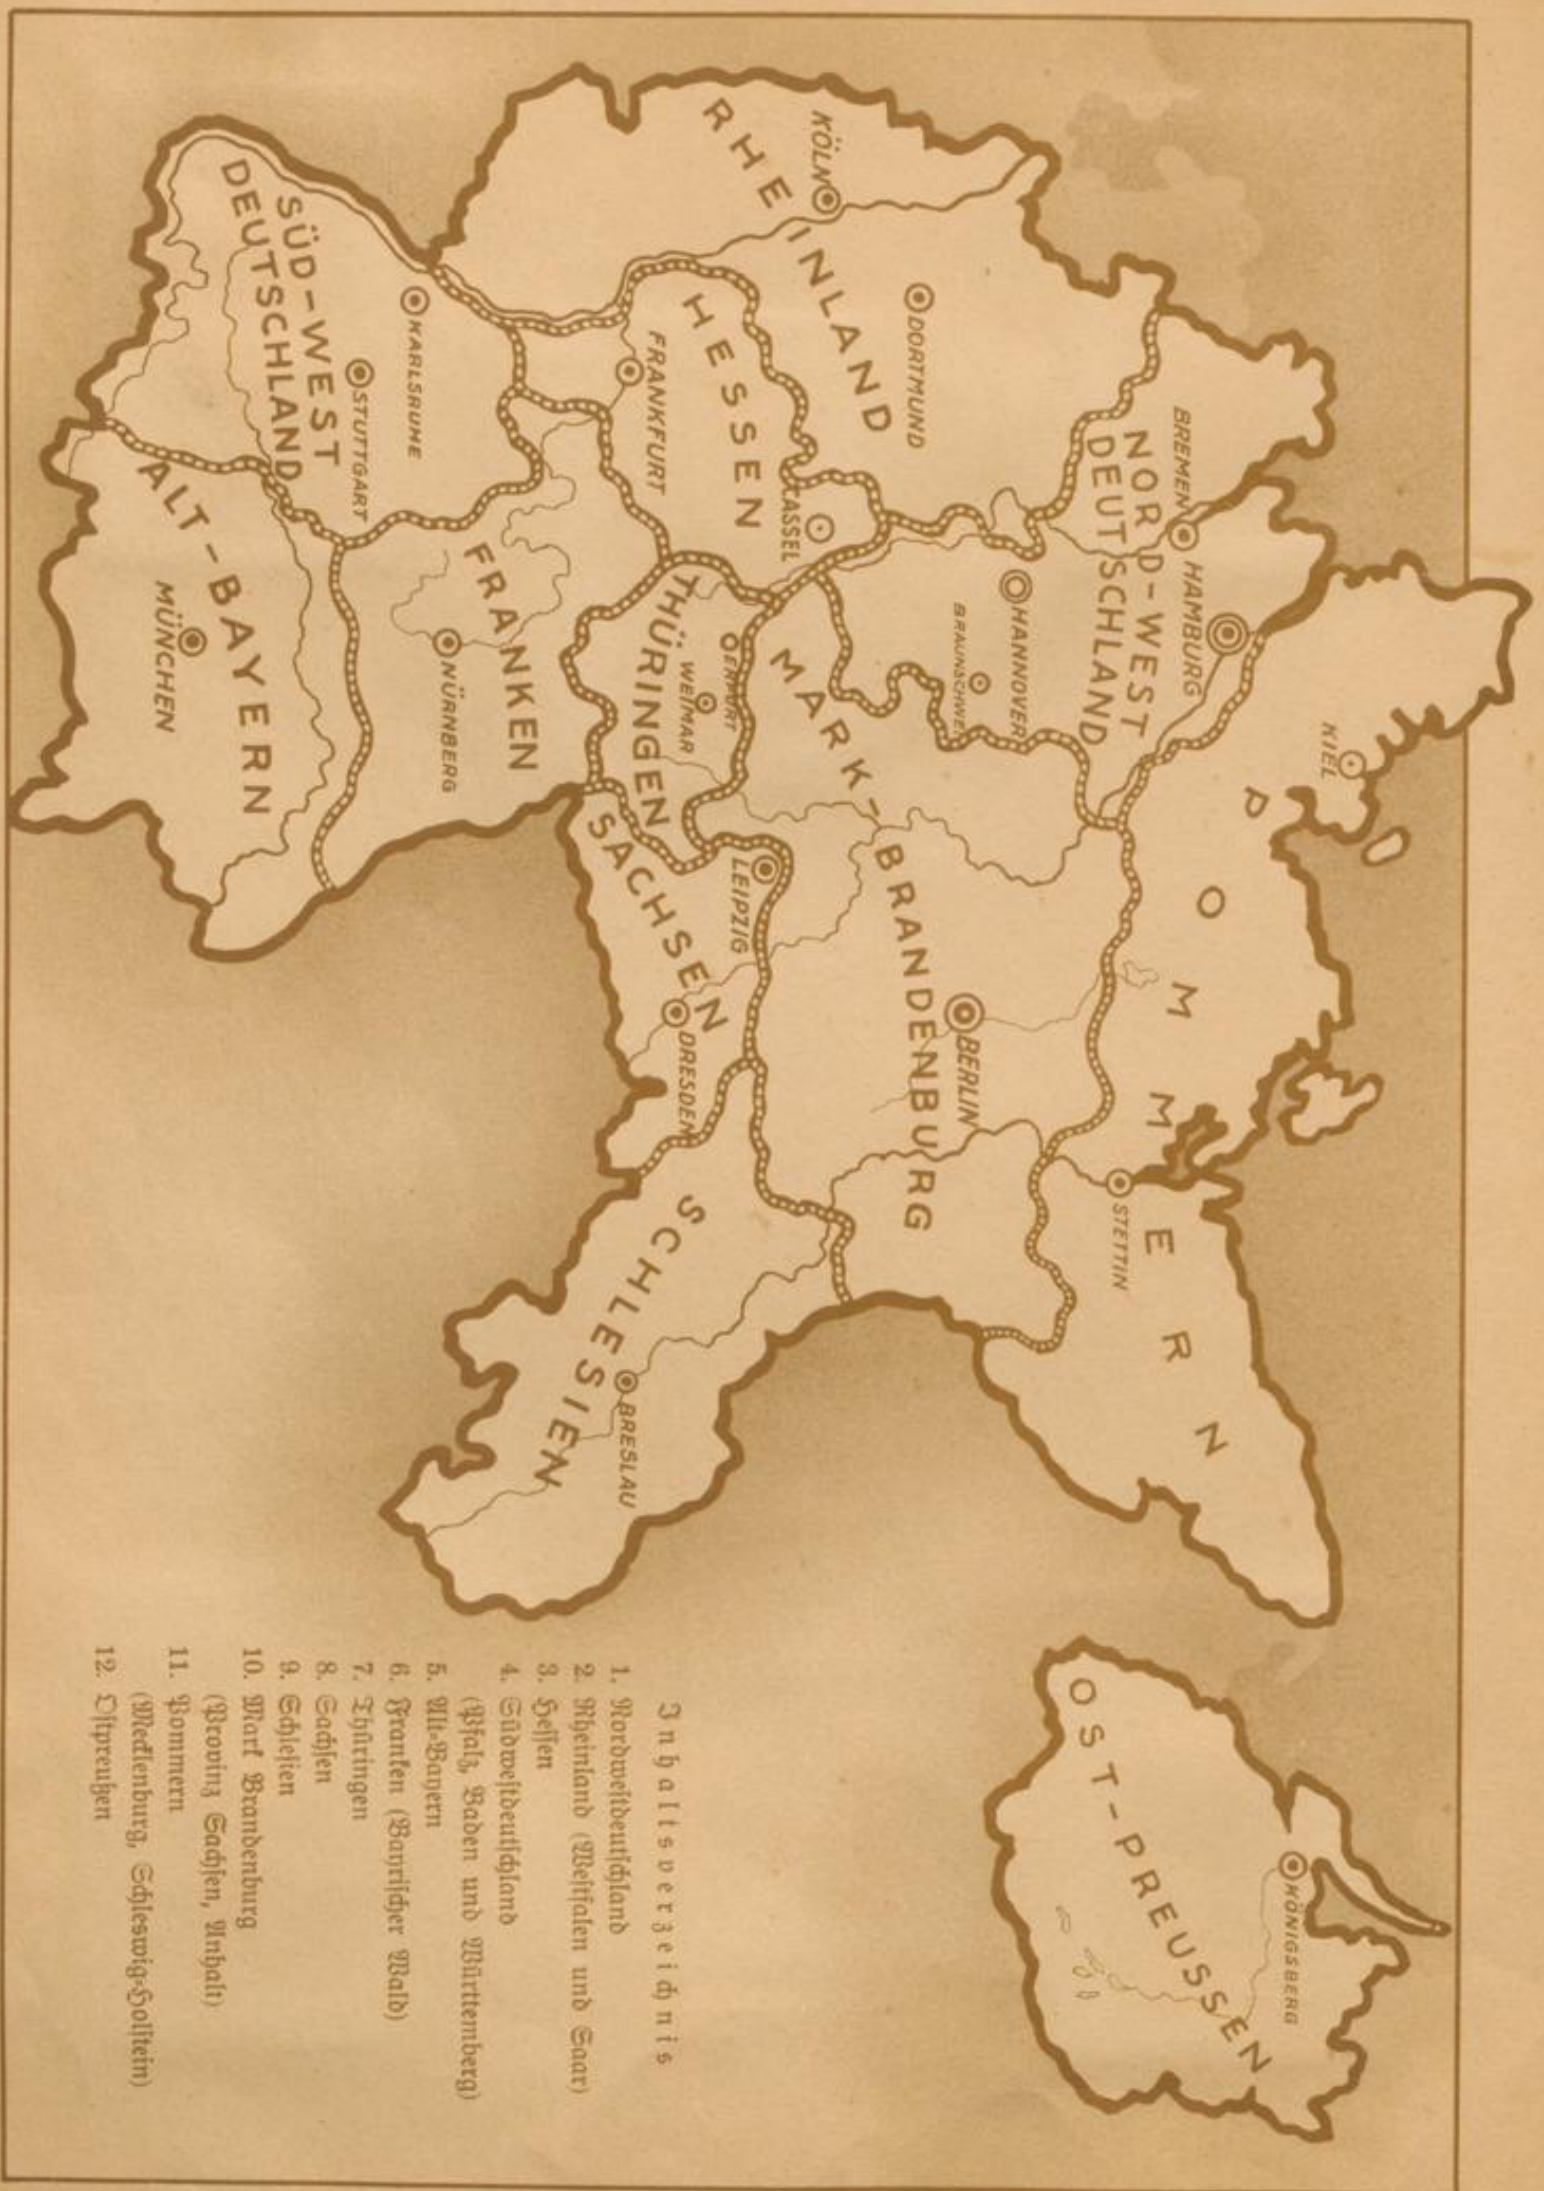 KIEL
HAMBURG
BREMEN
NORD-WEST
DEUTSCHLAND
HANNOVER
POMMERN
STETTIN
OST-PREUSSEN
KÖNIGSBERG
DORTMUND
KÖLN
RHEINLAND
HESSEN
CASSEL
FRANKFURT
MARK-BRANDENBURG
BERLIN
THÜRINGEN
ERFURT
WEIMAR
SACHSEN
LEIPZIG
DRESDEN
SCHLESIEN
BRESLAU
FRANKEN
NÜRNBERG
KARLSRUHE
STUTTGART
SÜD-WEST
DEUTSCHLAND
ALT-BAYERN
MÜNCHEN
Inhaltsverzeichnis
1. Nordwestdeutschland
2. Rheinland (Westfalen und Saar)
3. Hessen
4. Südwestdeutschland
(Pfalz, Baden und Württemberg)
5. Alt-Bayern
6. Franken (Bayrischer Wald)
7. Thüringen
8. Sachsen
9. Schlesien
10. Mark Brandenburg
(Provinz Sachsen, Anhalt)
11. Pommern
(Mecklenburg, Schleswig-Holstein)
12. Ostpreußen